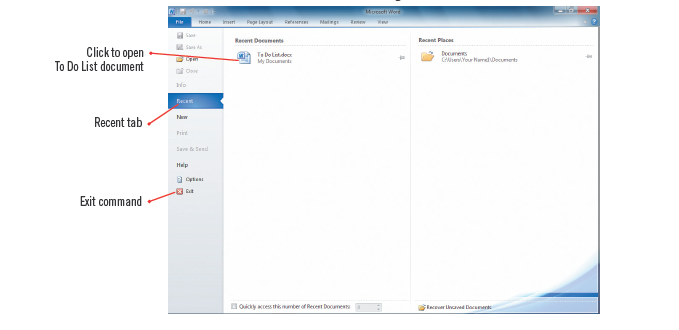 Microsoft Word
File Home Insert Page Layout References Mailings Review View
Save
Save As
Open
Close
Info
Recent
New
Print
Save & Send
Help
Options
Exit
Recent Documents
To Do List.docx
My Documents
Recent Places
Documents
C:\Users\Your Name\Documents
Quickly access this number of Recent Documents: 4
Recover Unsaved Documents
Click to open
To Do List document
Recent tab
Exit command